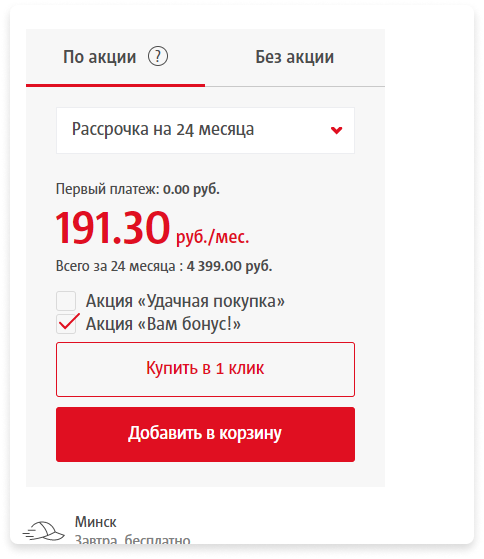 По акции ?
Без акции
Рассрочка на 24 месяца
Первый платеж: 0.00 руб.
191.30 руб./мес.
Всего за 24 месяца : 4 399.00 руб.
Акция «Удачная покупка»
Акция «Вам бонус!»
Купить в 1 клик
Добавить в корзину
Минск
Завтра, бесплатно